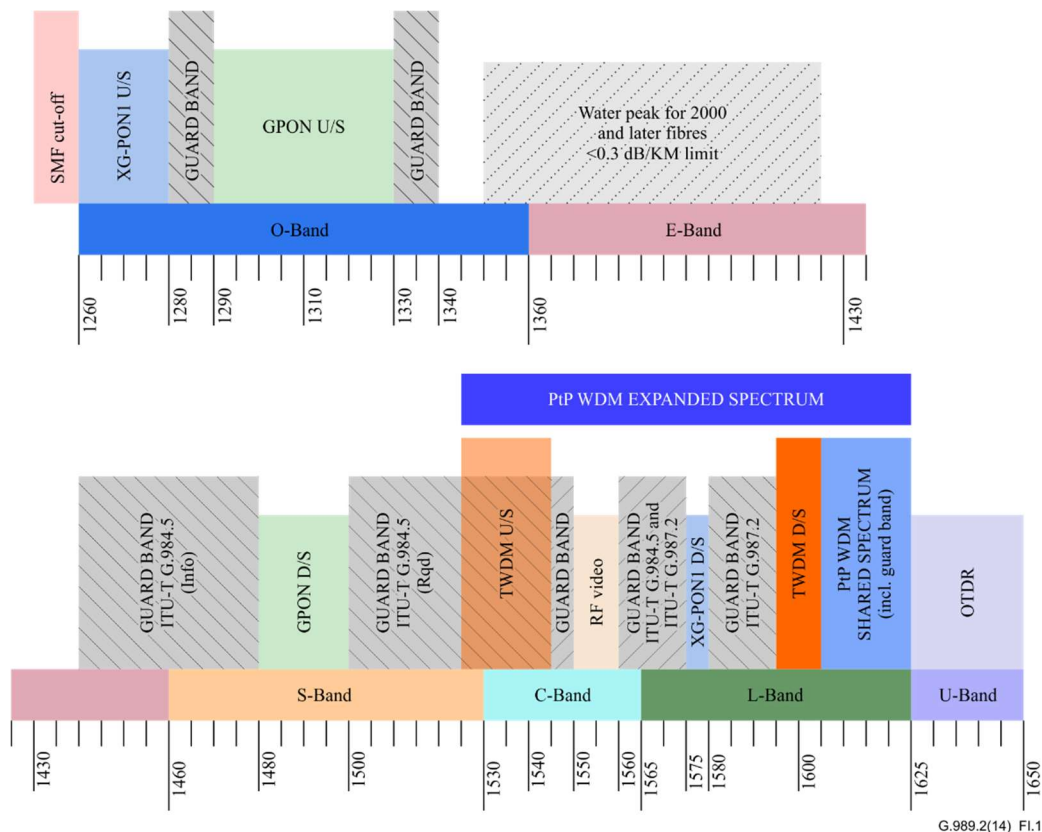 SMF cut-off
XG-PON1 U/S
GUARD BAND
GPON U/S
GUARD BAND
Water peak for 2000
and later fibres
<0.3 dB/KM limit
O-Band
E-Band
1260
1280
1290
1310
1330
1340
1360
1430
PtP WDM EXPANDED SPECTRUM
GUARD BAND
ITU-T G.984.5
(Info)
GPON D/S
GUARD BAND
ITU-T G.984.5
(Rqd)
TWDM U/S
GUARD BAND
RF video
GUARD BAND
ITU-T G.984.5 and
ITU-T G.987.2
XG-PON1 D/S
GUARD BAND
ITU-T G.987.2
TWDM D/S
PtP WDM
SHARED SPECTRUM
(incl. guard band)
OTDR
S-Band
C-Band
L-Band
U-Band
1430
1460
1480
1500
1530
1540
1550
1560
1565
1575
1580
1600
1625
1650
G.989.2(14)_FI.1